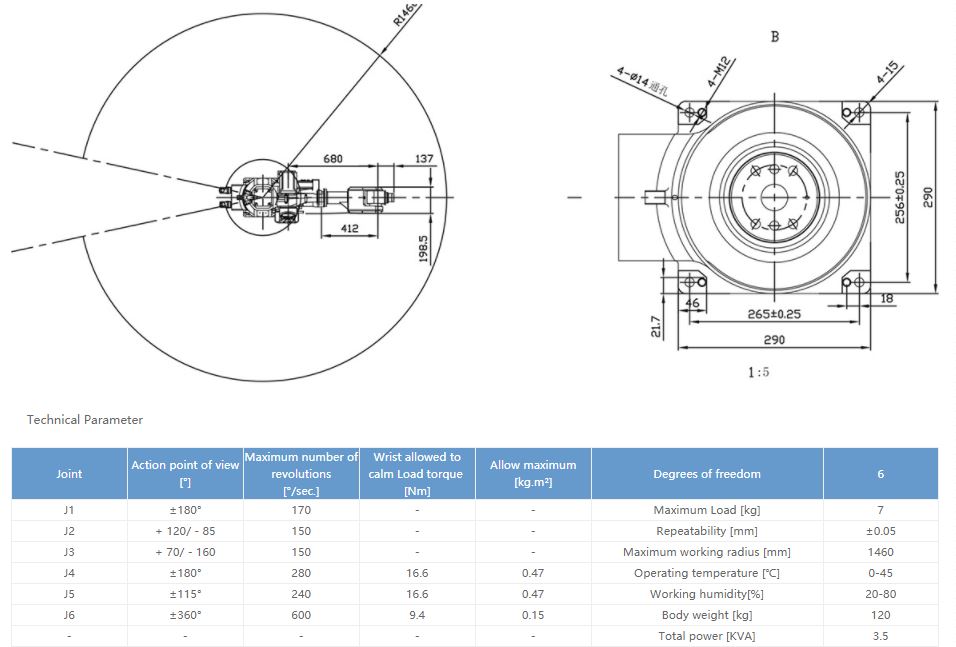 R1460
680
137
412
198.5
B
4-ø14 通孔
4-M12
4-15
256±0.25
290
46
18
21.7
265±0.25
290
1:5
Technical Parameter
Joint
Action point of view
[°]
Maximum number of
revolutions
[°/sec.]
Wrist allowed to
calm Load torque
[Nm]
Allow maximum
[kg.m²]
Degrees of freedom
6
J1 ±180° 170 - - Maximum Load [kg] 7
J2 + 120/ - 85 150 - - Repeatability [mm] ±0.05
J3 + 70/ - 160 150 - - Maximum working radius [mm] 1460
J4 ±180° 280 16.6 0.47 Operating temperature [℃] 0-45
J5 ±115° 240 16.6 0.47 Working humidity[%] 20-80
J6 ±360° 600 9.4 0.15 Body weight [kg] 120
- - - - - Total power [KVA] 3.5